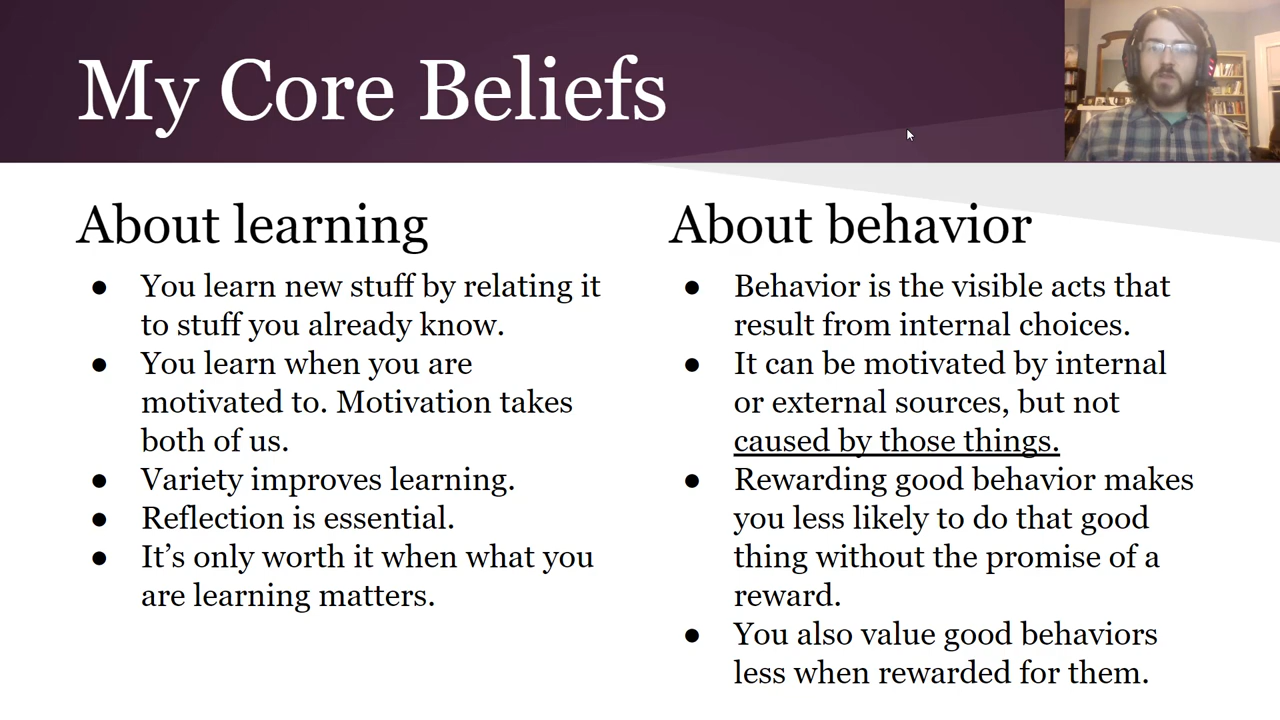 My Core Beliefs
About learning
● You learn new stuff by relating it
to stuff you already know.
● You learn when you are
motivated to. Motivation takes
both of us.
● Variety improves learning.
● Reflection is essential.
● It’s only worth it when what you
are learning matters.
About behavior
● Behavior is the visible acts that
result from internal choices.
● It can be motivated by internal
or external sources, but not
caused by those things.
● Rewarding good behavior makes
you less likely to do that good
thing without the promise of a
reward.
● You also value good behaviors
less when rewarded for them.